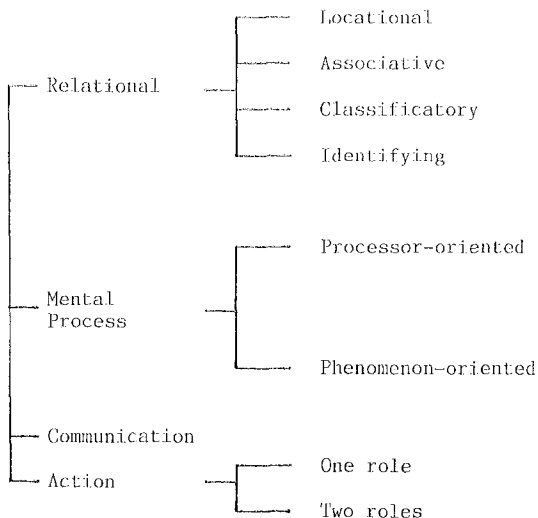 Locational
Associative
Relational
Classificatory
Identifying
Processor-oriented
Mental
Process
Phenomenon-oriented
Communication
One role
Action
Two roles